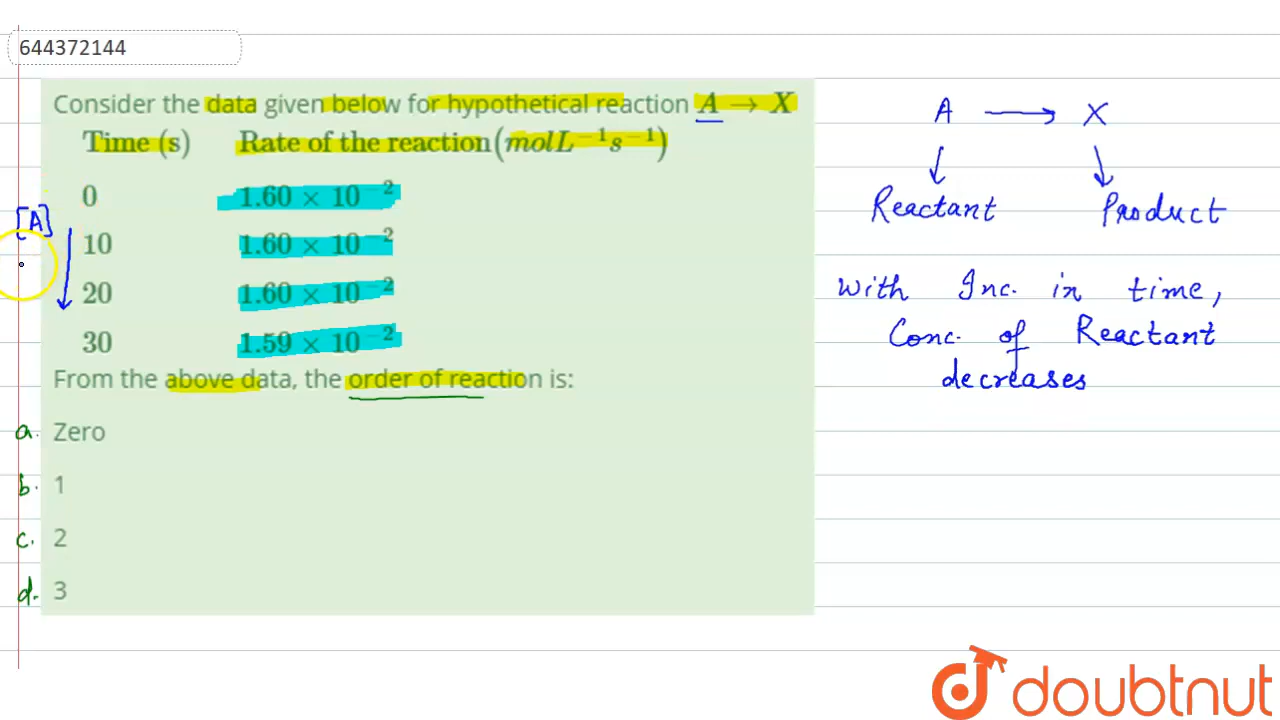 644372144
Consider the data given below for hypothetical reaction A → X
Time (s) Rate of the reaction(molL⁻¹s⁻¹)
0 1.60 × 10⁻²
[A]
10 1.60 × 10⁻²
20 1.60 × 10⁻²
30 1.59 × 10⁻²
From the above data, the order of reaction is:
a. Zero
b. 1
c. 2
d. 3
A → X
Reactant Product
With Inc. in time,
Conc. of Reactant
decreases
doubtnut